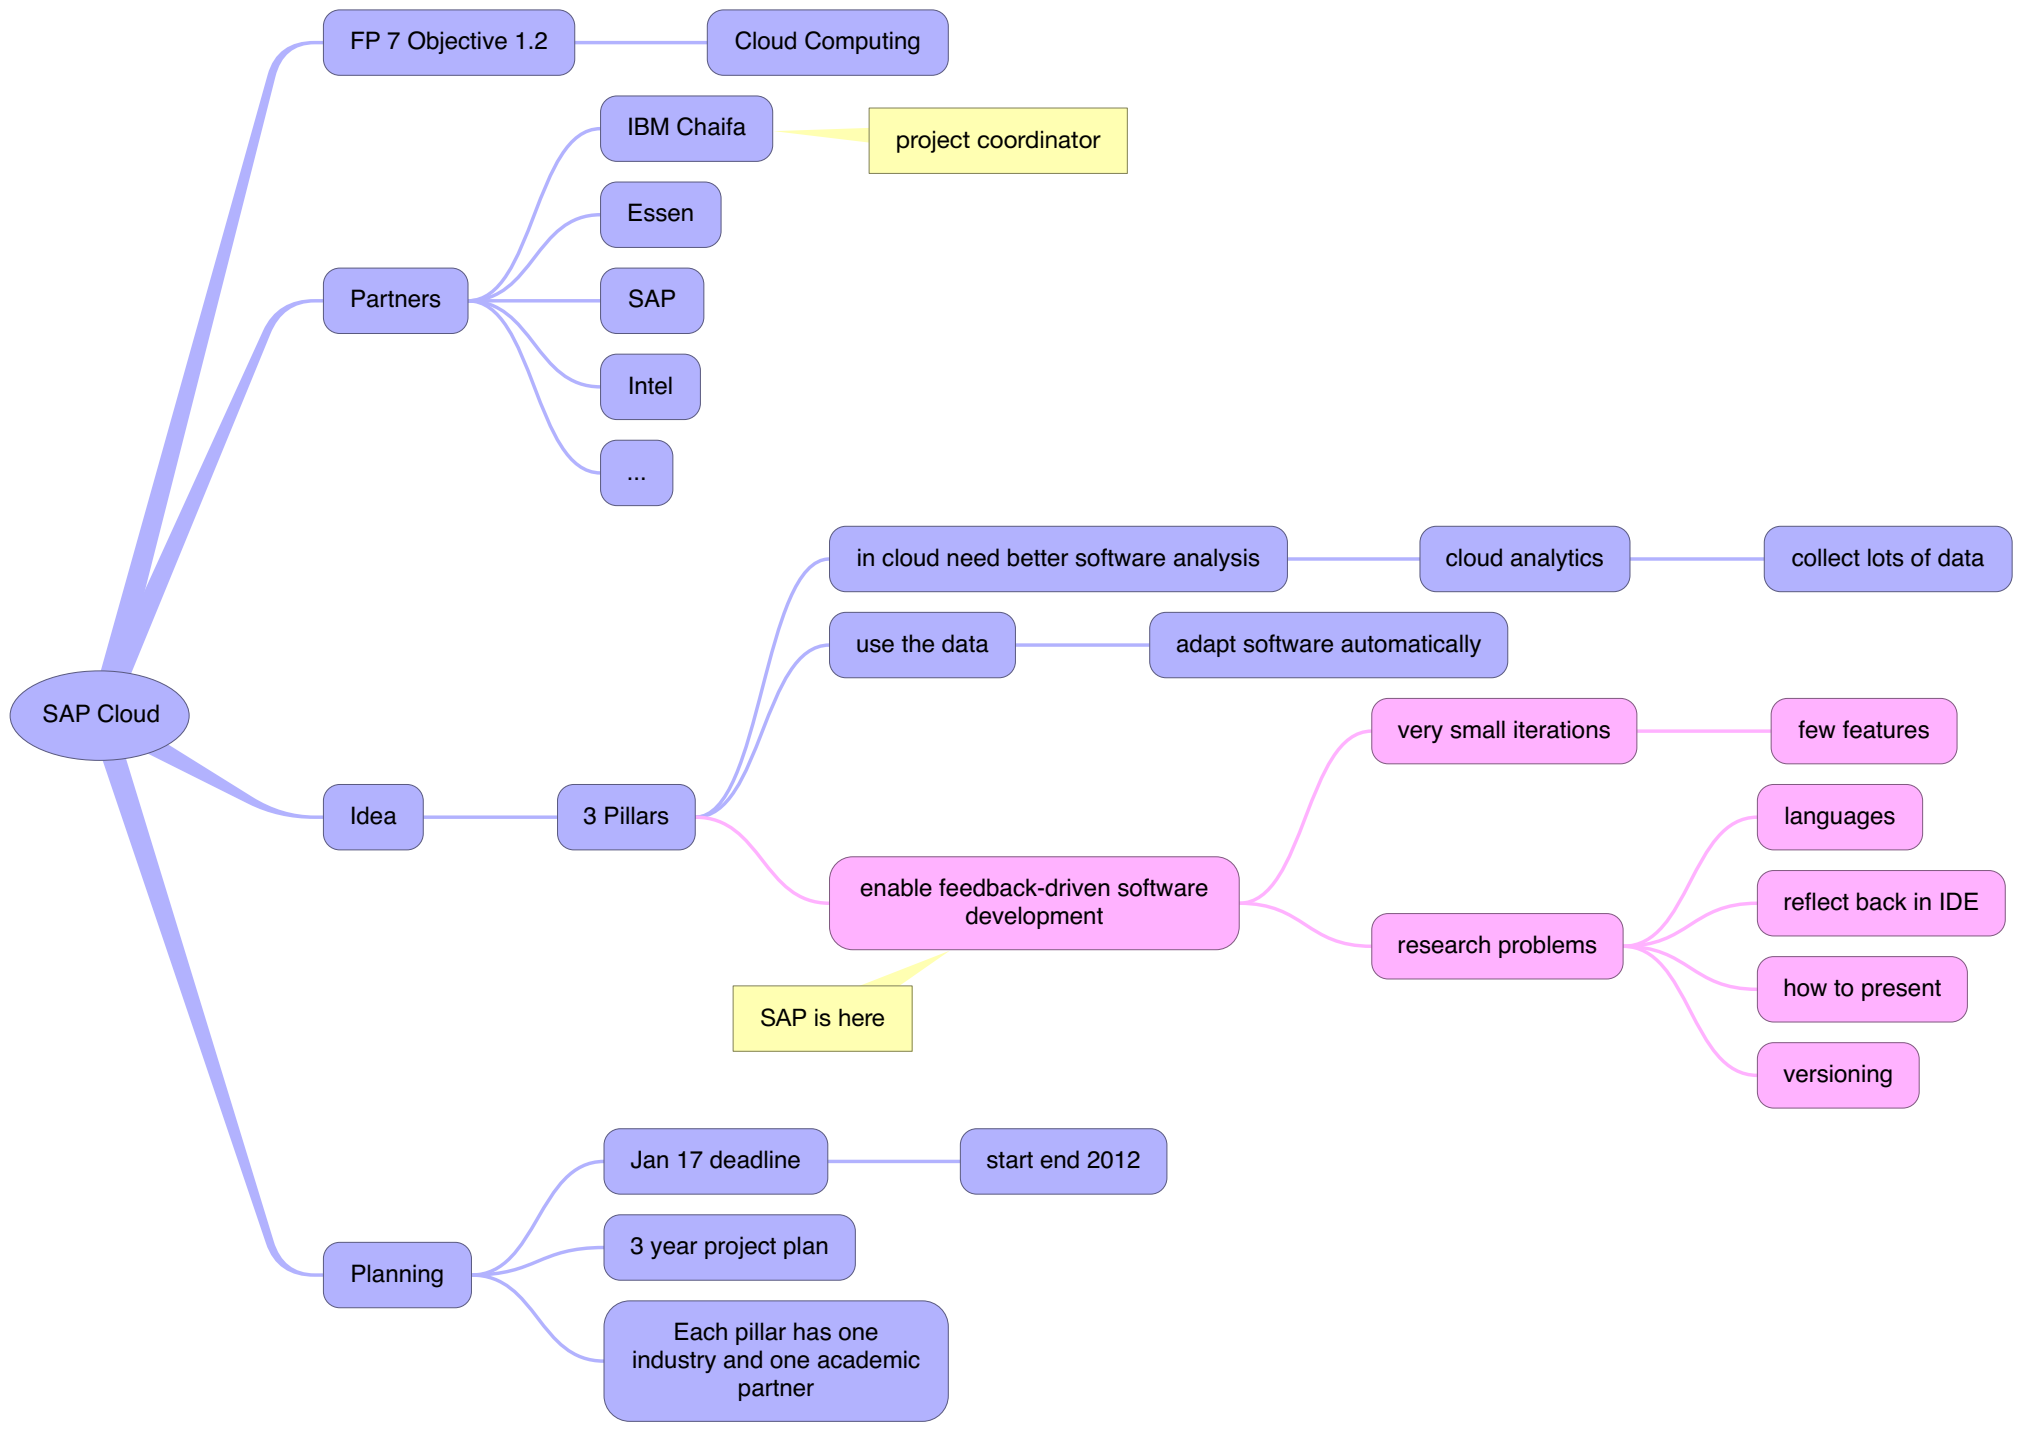 FP 7 Objective 1.2
Cloud Computing
IBM Chaifa
project coordinator
Essen
Partners
SAP
Intel
...
in cloud need better software analysis
cloud analytics
collect lots of data
use the data
adapt software automatically
SAP Cloud
very small iterations
few features
Idea
3 Pillars
languages
enable feedback-driven software
development
reflect back in IDE
research problems
how to present
SAP is here
versioning
Jan 17 deadline
start end 2012
3 year project plan
Planning
Each pillar has one
industry and one academic
partner